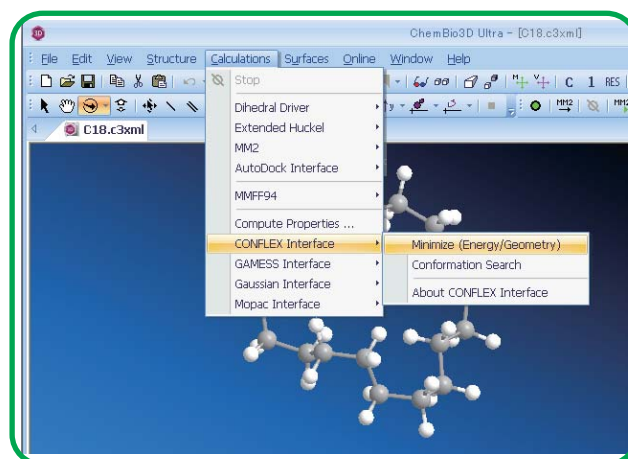 ChemBio3D Ultra - [C18.c3xml]
File Edit View Structure Calculations Surfaces Online Window Help
C 1 RES
MM2
C18.c3xml
Stop
Dihedral Driver
Extended Huckel
MM2
AutoDock Interface
MMFF94
Compute Properties ...
CONFLEX Interface
GAMESS Interface
Gaussian Interface
Mopac Interface
Minimize (Energy/Geometry)
Conformation Search
About CONFLEX Interface